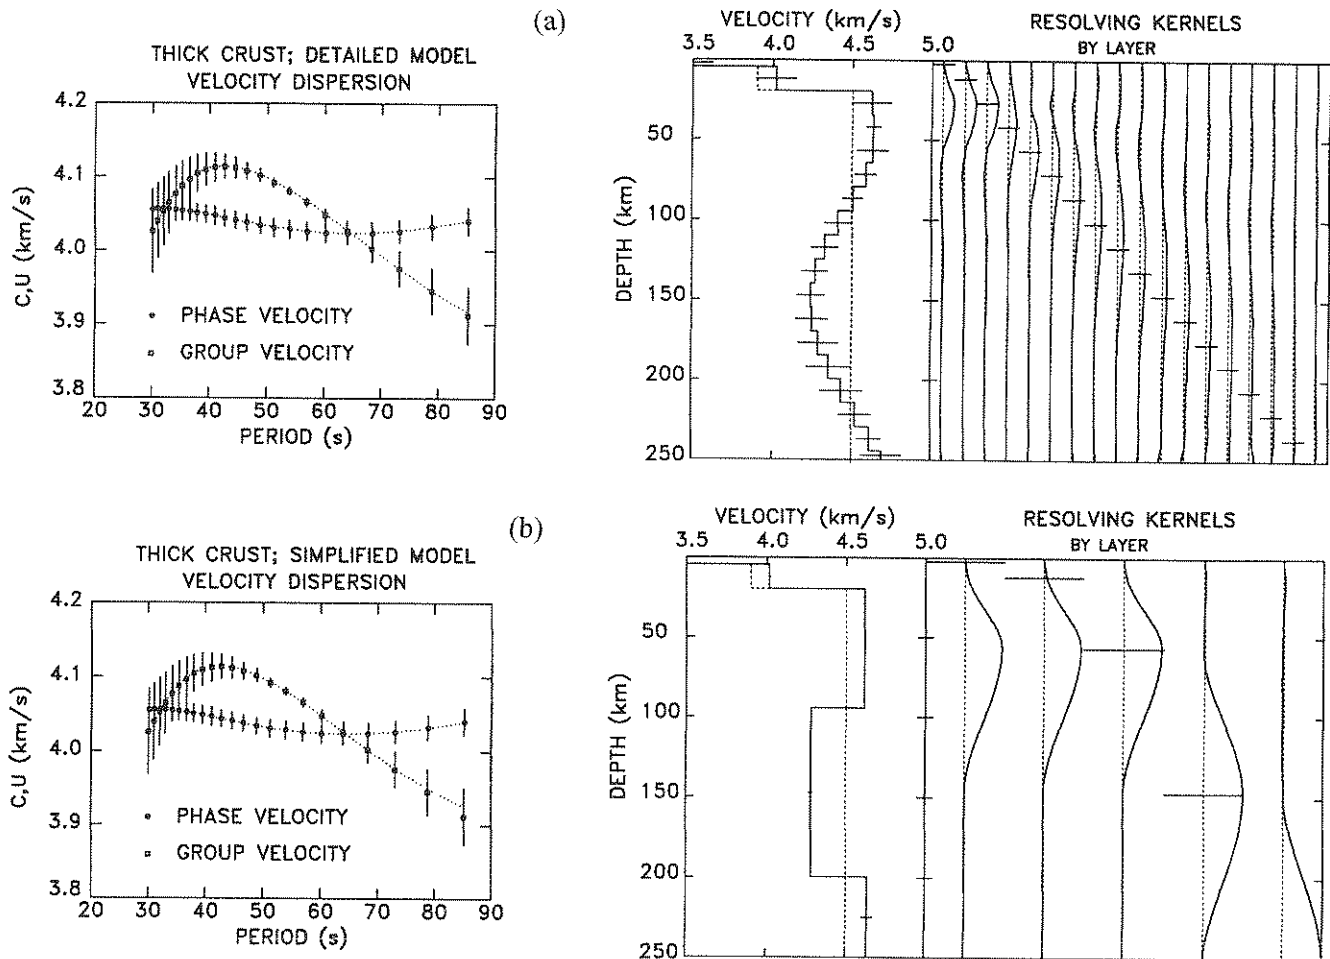 (a)
THICK CRUST; DETAILED MODEL
VELOCITY DISPERSION
4.2
4.1
4.0
3.9
3.8
C,U (km/s)
PHASE VELOCITY
GROUP VELOCITY
20 30 40 50 60 70 80 90
PERIOD (s)
VELOCITY (km/s)
3.5 4.0 4.5 5.0
RESOLVING KERNELS
BY LAYER
DEPTH (km)
50
100
150
200
250
(b)
THICK CRUST; SIMPLIFIED MODEL
VELOCITY DISPERSION
4.2
4.1
4.0
3.9
3.8
C,U (km/s)
PHASE VELOCITY
GROUP VELOCITY
20 30 40 50 60 70 80 90
PERIOD (s)
VELOCITY (km/s)
3.5 4.0 4.5 5.0
RESOLVING KERNELS
BY LAYER
DEPTH (km)
50
100
150
200
250